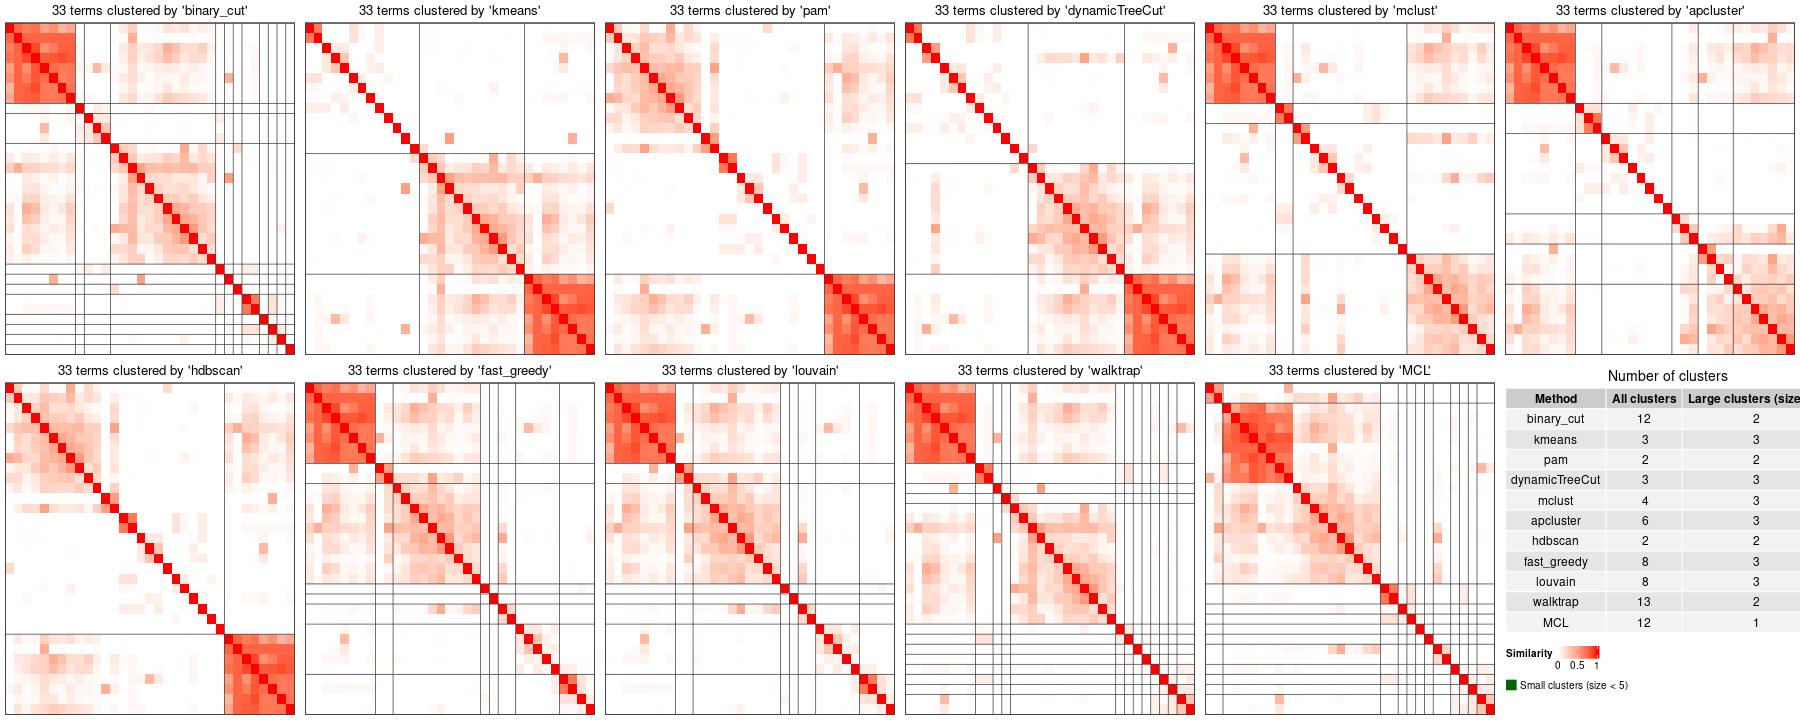 33 terms clustered by 'binary_cut'
33 terms clustered by 'kmeans'
33 terms clustered by 'pam'
33 terms clustered by 'dynamicTreeCut'
33 terms clustered by 'mclust'
33 terms clustered by 'apcluster'
33 terms clustered by 'hdbscan'
33 terms clustered by 'fast_greedy'
33 terms clustered by 'louvain'
33 terms clustered by 'walktrap'
33 terms clustered by 'MCL'
Number of clusters
Method All clusters Large clusters (size
binary_cut 12 2
kmeans 3 3
pam 2 2
dynamicTreeCut 3 3
mclust 4 3
apcluster 6 3
hdbscan 2 2
fast_greedy 8 3
louvain 8 3
walktrap 13 2
MCL 12 1
Similarity
0 0.5 1
Small clusters (size < 5)